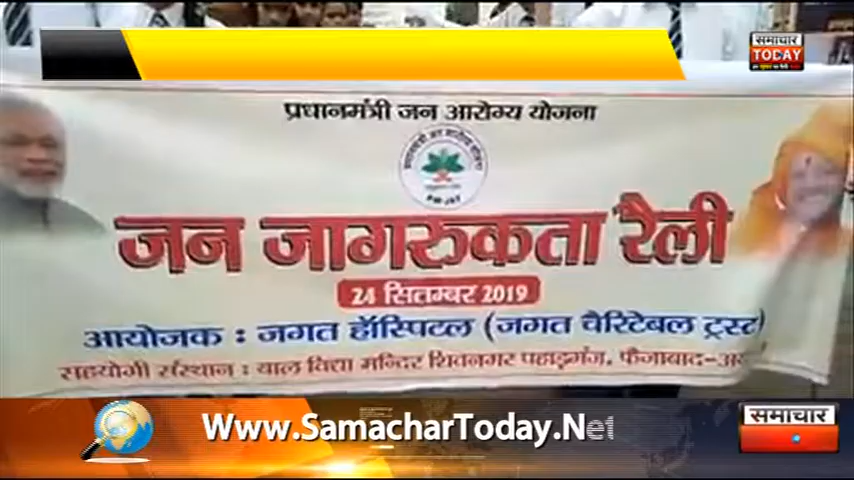 समाचार
TODAY
प्रधानमंत्री जन आरोग्य योजना
PM-JAY
जन जागरुकता रैली
24 सितम्बर 2019
आयोजक : जगत हॉस्पिटल (जगत चैरिटेबल ट्रस्ट)
सहयोगी संस्थान : बाल विद्या मन्दिर शिवनगर पहाड़गंज, फैजाबाद-
Www.SamacharToday.Net
समाचार